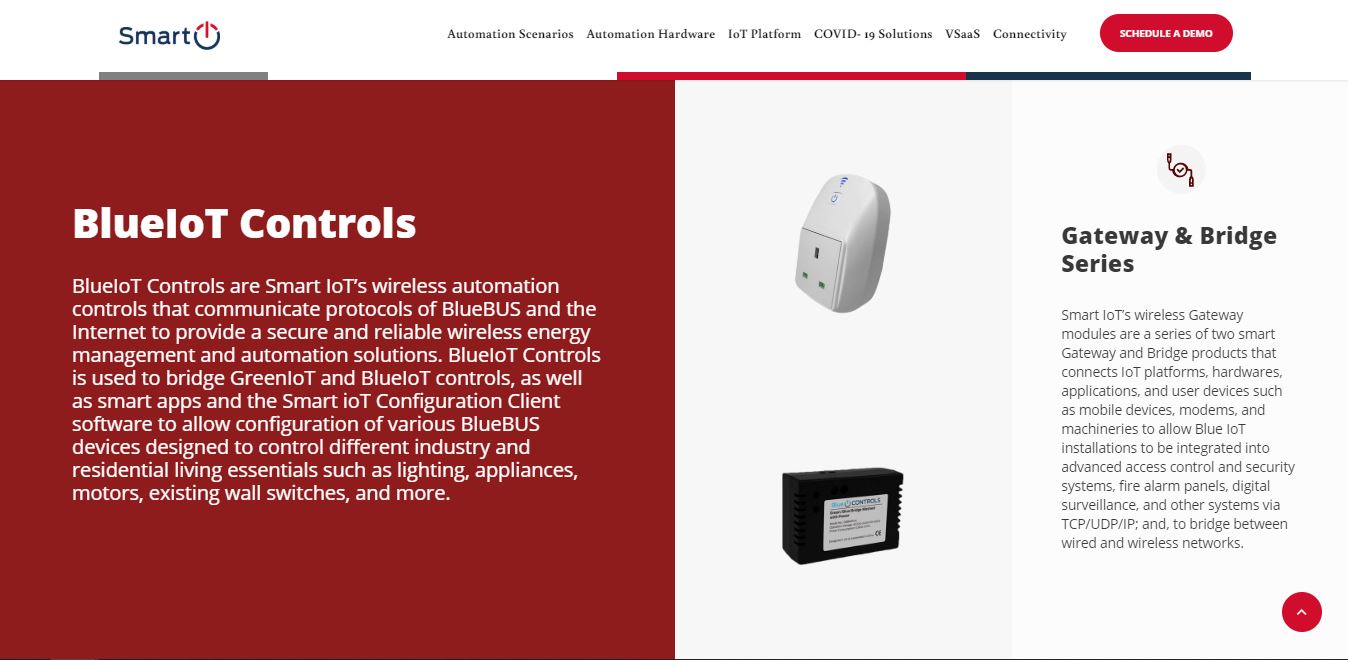 Smart
Automation Scenarios Automation Hardware IoT Platform COVID- 19 Solutions VSaaS Connectivity SCHEDULE A DEMO
BlueIoT Controls
BlueIoT Controls are Smart IoT's wireless automation
controls that communicate protocols of BlueBUS and the
Internet to provide a secure and reliable wireless energy
management and automation solutions. BlueIoT Controls
is used to bridge GreenIoT and BlueIoT controls, as well
as smart apps and the Smart ioT Configuration Client
software to allow configuration of various BlueBUS
devices designed to control different industry and
residential living essentials such as lighting, appliances,
motors, existing wall switches, and more.
Blue CONTROLS
CE
Gateway & Bridge
Series
Smart IoT's wireless Gateway
modules are a series of two smart
Gateway and Bridge products that
connects IoT platforms, hardwares,
applications, and user devices such
as mobile devices, modems, and
machineries to allow Blue IoT
installations to be integrated into
advanced access control and security
systems, fire alarm panels, digital
surveillance, and other systems via
TCP/UDP/IP; and, to bridge between
wired and wireless networks.